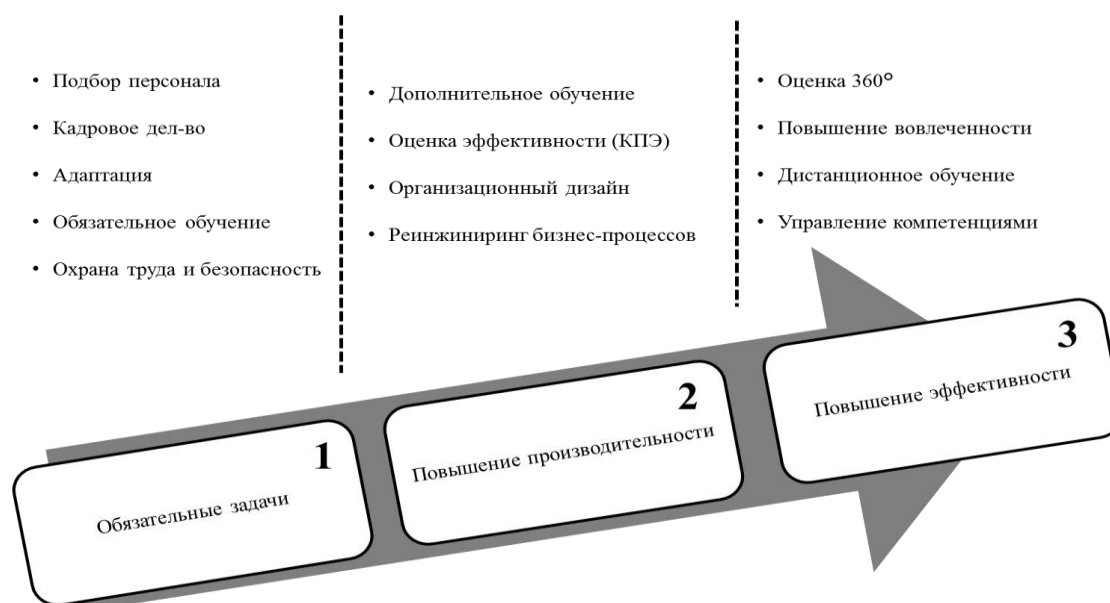 • Подбор персонала
• Кадровое дел-во
• Адаптация
• Обязательное обучение
• Охрана труда и безопасность
• Дополнительное обучение
• Оценка эффективности (КПЭ)
• Организационный дизайн
• Реинжиниринг бизнес-процессов
• Оценка 360°
• Повышение вовлеченности
• Дистанционное обучение
• Управление компетенциями
1
Обязательные задачи
2
Повышение производительности
3
Повышение эффективности